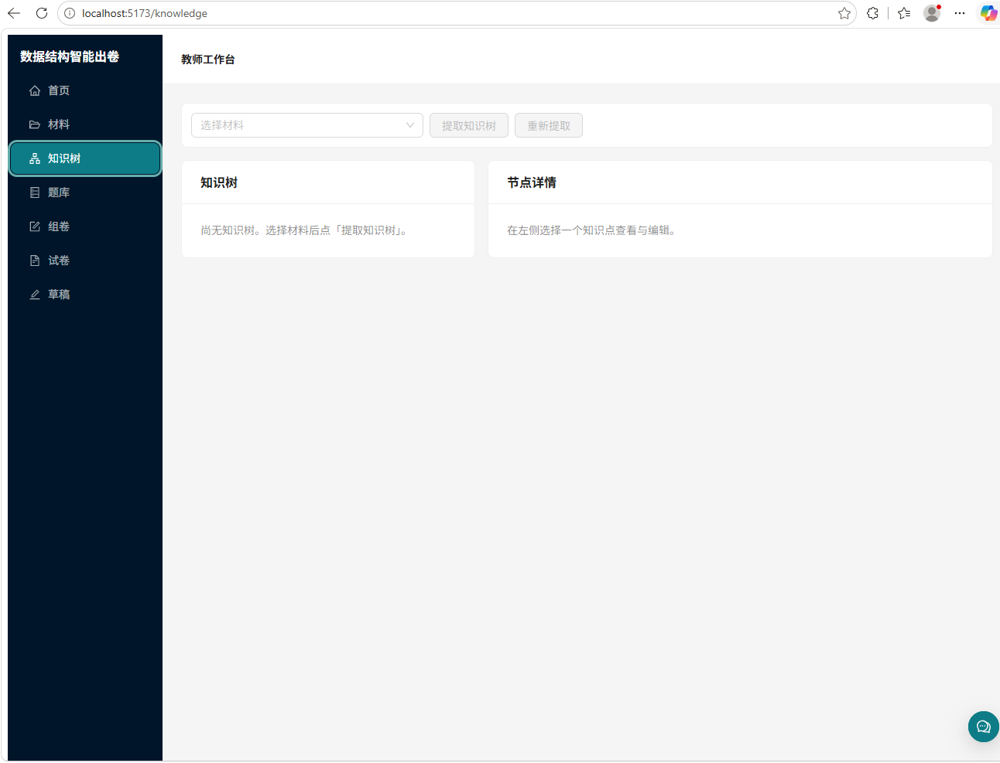 localhost:5173/knowledge
数据结构智能出卷
首页
材料
知识树
题库
组卷
试卷
草稿
教师工作台
选择材料
提取知识树
重新提取
知识树
尚无知识树。选择材料后点「提取知识树」。
节点详情
在左侧选择一个知识点查看与编辑。